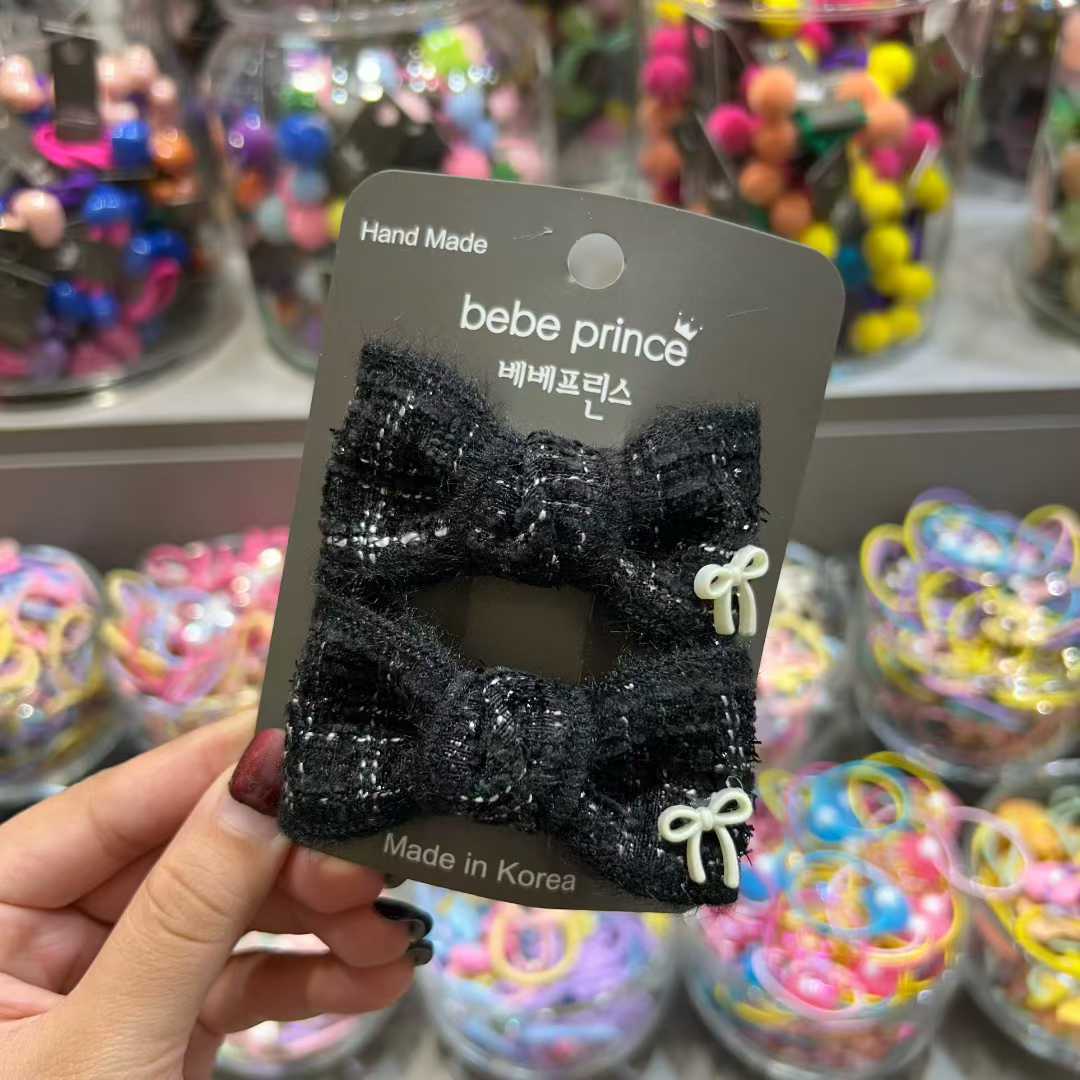 Hand Made
bebe prince
베베프린스
Made in Korea